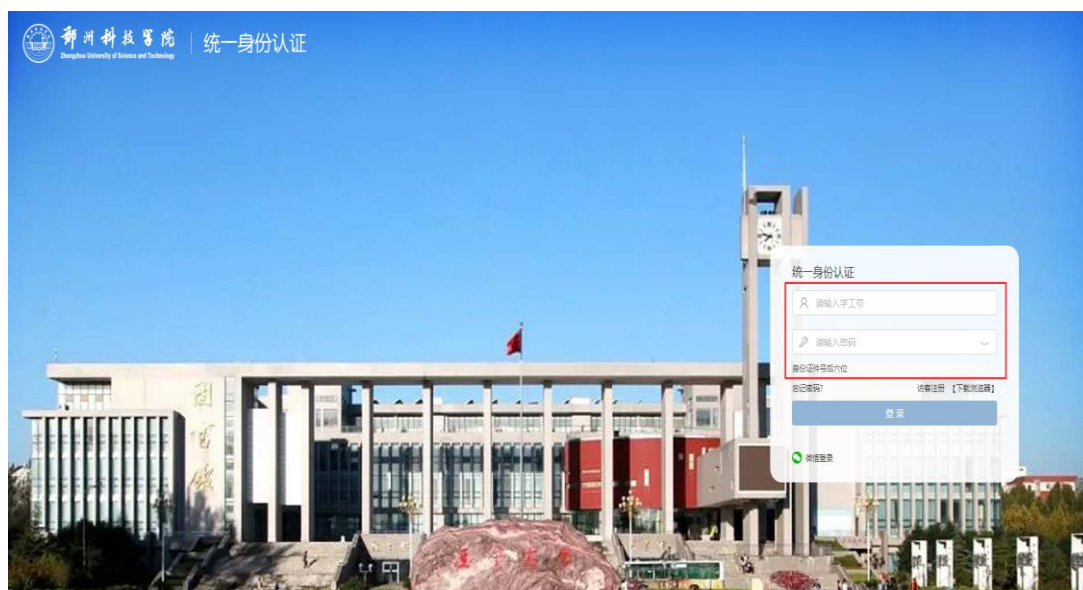 郑州科技学院 统一身份认证
Zhengzhou University of Science and Technology
统一身份认证
请输入学工号
请输入密码
身份证件号后六位
忘记密码? 访客注册 【下载浏览器】
登录
微信登录
图书馆